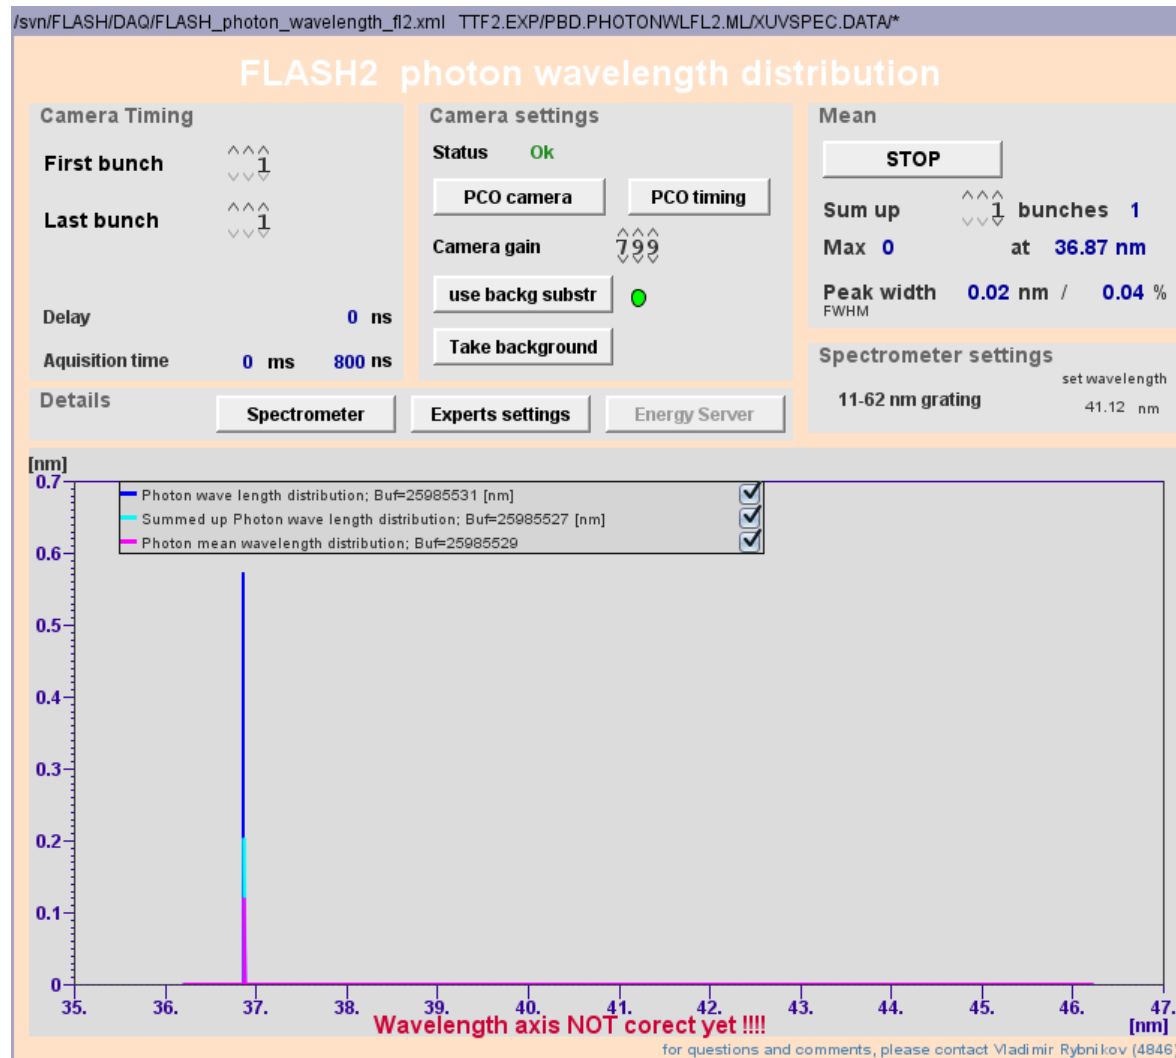 /svn/FLASH/DAQ/FLASH_photon_wavelength_fl2.xml TTF2.EXP/PBD.PHOTONWLFL2.ML/XUVSPEC.DATA/*
FLASH2 photon wavelength distribution
Camera Timing
First bunch 1
Last bunch 1
Delay 0 ns
Aquisition time 0 ms 800 ns
Camera settings
Status Ok
PCO camera PCO timing
Camera gain 799
use backg substr
Take background
Mean
STOP
Sum up 1 bunches 1
Max 0 at 36.87 nm
Peak width 0.02 nm / 0.04 %
FWHM
Spectrometer settings
set wavelength
11-62 nm grating 41.12 nm
Details Spectrometer Experts settings Energy Server
[nm]
Photon wave length distribution; Buf=25985531 [nm]
Summed up Photon wave length distribution; Buf=25985527 [nm]
Photon mean wavelength distribution; Buf=25985529
0.7
0.6
0.5
0.4
0.3
0.2
0.1
0
35. 36. 37. 38. 39. 40. 41. 42. 43. 44. 45. 46. 47.
Wavelength axis NOT corect yet !!!! [nm]
for questions and comments, please contact Vladimir Rybnikov (4846